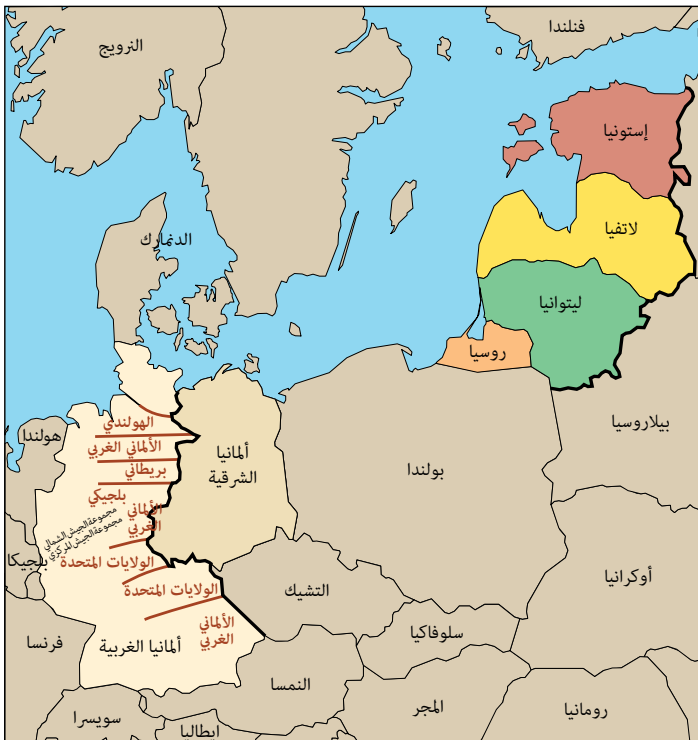 فنلندا
النرويج
إستونيا
لاتفيا
الدنمارك
ليتوانيا
روسيا
بيلاروسيا
هولندا
الهولندي
الألماني الغربي
بريطاني
بلجيكي
الألماني
الغربي
مجموعة الجيش الشمالي
مجموعة الجيش المركزي
ألمانيا
الشرقية
بولندا
بلجيكا
الولايات المتحدة
الولايات المتحدة
الألماني
الغربي
التشيك
أوكرانيا
سلوفاكيا
فرنسا
ألمانيا الغربية
النمسا
المجر
رومانيا
سويسرا
ايطاليا